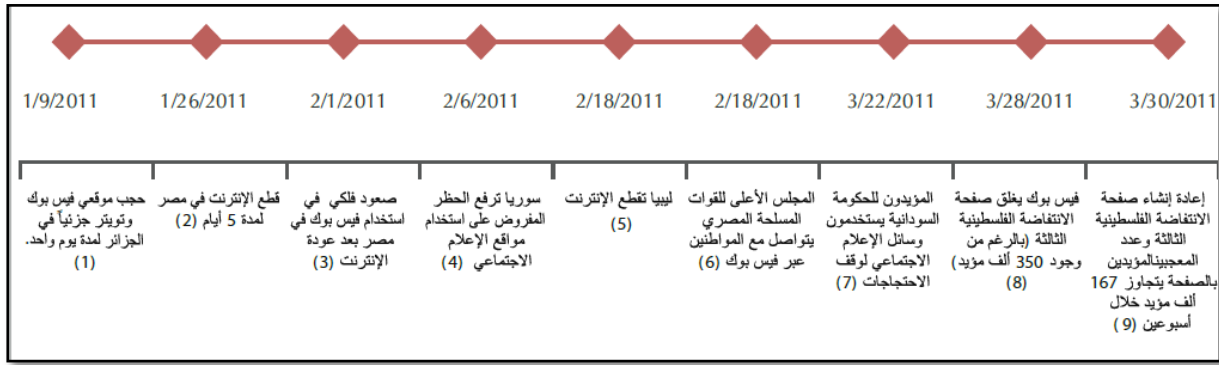 1/9/2011
1/26/2011
2/1/2011
2/6/2011
2/18/2011
2/18/2011
3/22/2011
3/28/2011
3/30/2011
حجب موقعي فيس بوك
وتويتر جزئياً في
الجزائر لمدة يوم واحد.
(1)
قطع الإنترنت في مصر
لمدة 5 أيام (2)
صعود فلكي في
استخدام فيس بوك في
مصر بعد عودة
الإنترنت (3)
سوريا ترفع الحظر
المفروض على استخدام
مواقع الإعلام
الاجتماعي (4)
ليبيا تقطع الإنترنت
(5)
المجلس الأعلى للقوات
المسلحة المصري
يتواصل مع المواطنين
عبر فيس بوك (6)
المؤيدون للحكومة
السودانية يستخدمون
وسائل الإعلام
الاجتماعي لوقف
الاحتجاجات (7)
فيس بوك يغلق صفحة
الانتفاضة الفلسطينية
الثالثة (بالرغم من
وجود 350 ألف مؤيد)
(8)
إعادة إنشاء صفحة
الانتفاضة الفلسطينية
الثالثة وعدد
المعجبينالمؤيدين
بالصفحة يتجاوز 167
ألف مؤيد خلال
أسبوعين (9)